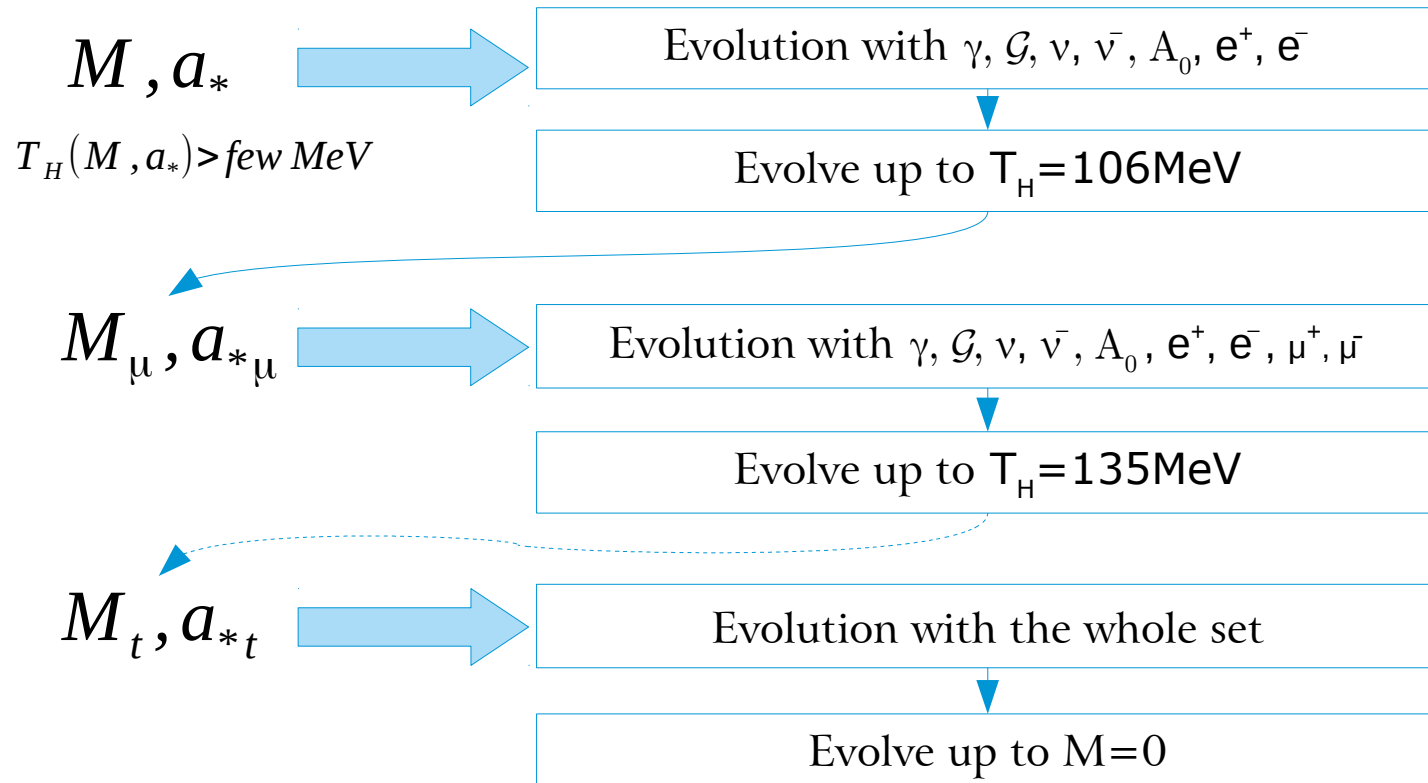 M , a*
Evolution with γ, 𝒢, ν, ν̄, A₀, e⁺, e⁻
T_H(M , a*)>few MeV
Evolve up to T_H=106MeV
M_μ , a*μ
Evolution with γ, 𝒢, ν, ν̄, A₀, e⁺, e⁻, μ⁺, μ⁻
Evolve up to T_H=135MeV
M_t , a*t
Evolution with the whole set
Evolve up to M=0